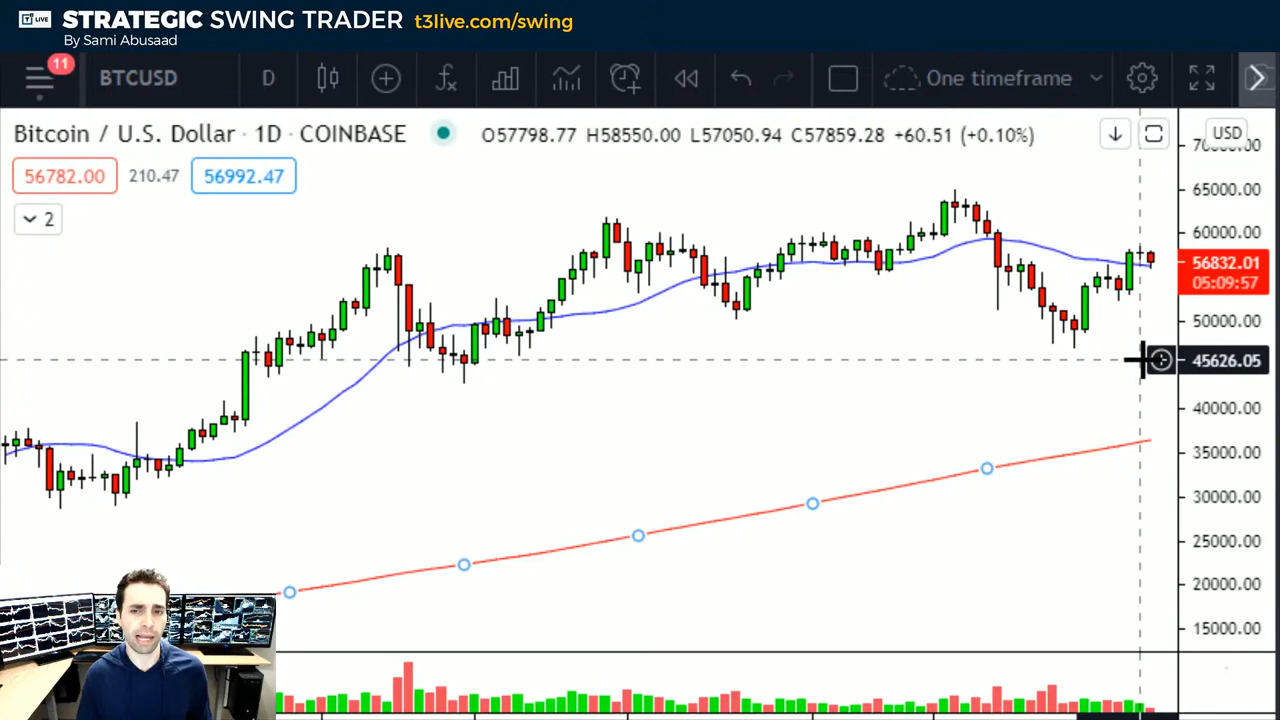 LIVE STRATEGIC SWING TRADER t3live.com/swing
By Sami Abusaad
11
BTCUSD D fx One timeframe
Bitcoin / U.S. Dollar · 1D · COINBASE O57798.77 H58550.00 L57050.94 C57859.28 +60.51 (+0.10%)
USD
56782.00 210.47 56992.47
2
65000.00
60000.00
56832.01
05:09:57
50000.00
45626.05
40000.00
35000.00
30000.00
25000.00
20000.00
15000.00